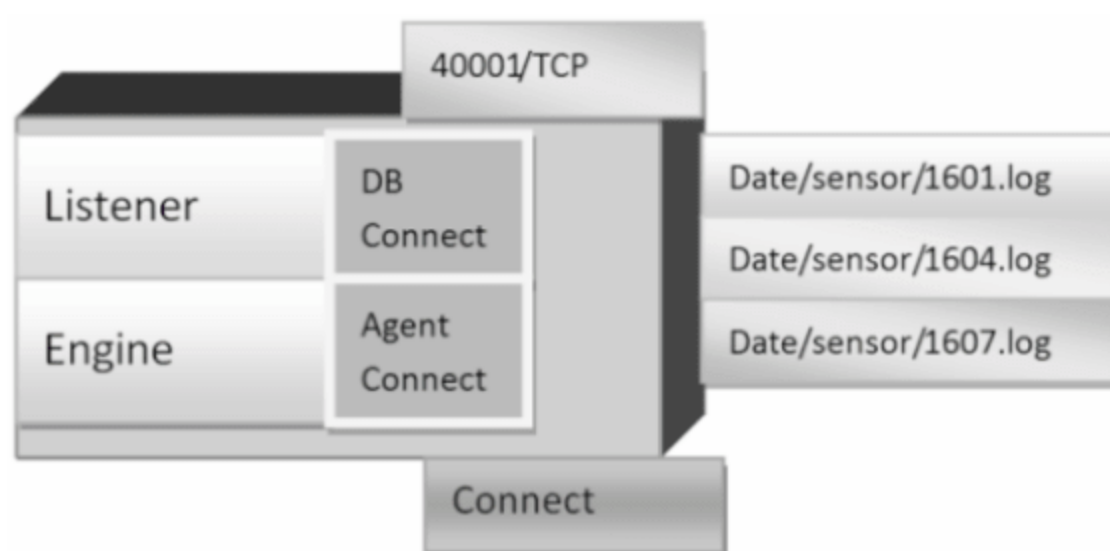 40001/TCP
Listener
DB
Connect
Engine
Agent
Connect
Date/sensor/1601.log
Date/sensor/1604.log
Date/sensor/1607.log
Connect